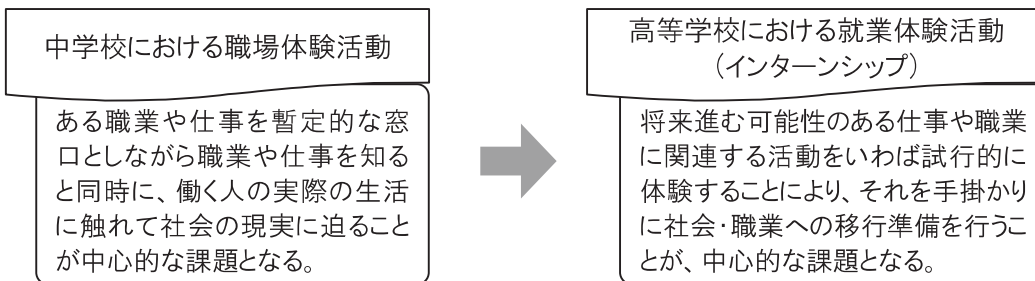 中学校における職場体験活動
ある職業や仕事を暫定的な窓
口としながら職業や仕事を知る
と同時に、働く人の実際の生活
に触れて社会の現実に迫ること
が中心的な課題となる。
高等学校における就業体験活動
(インターンシップ)
将来進む可能性のある仕事や職業
に関連する活動をいわば試行的に
体験することにより、それを手掛かり
に社会・職業への移行準備を行うこ
とが、中心的な課題となる。